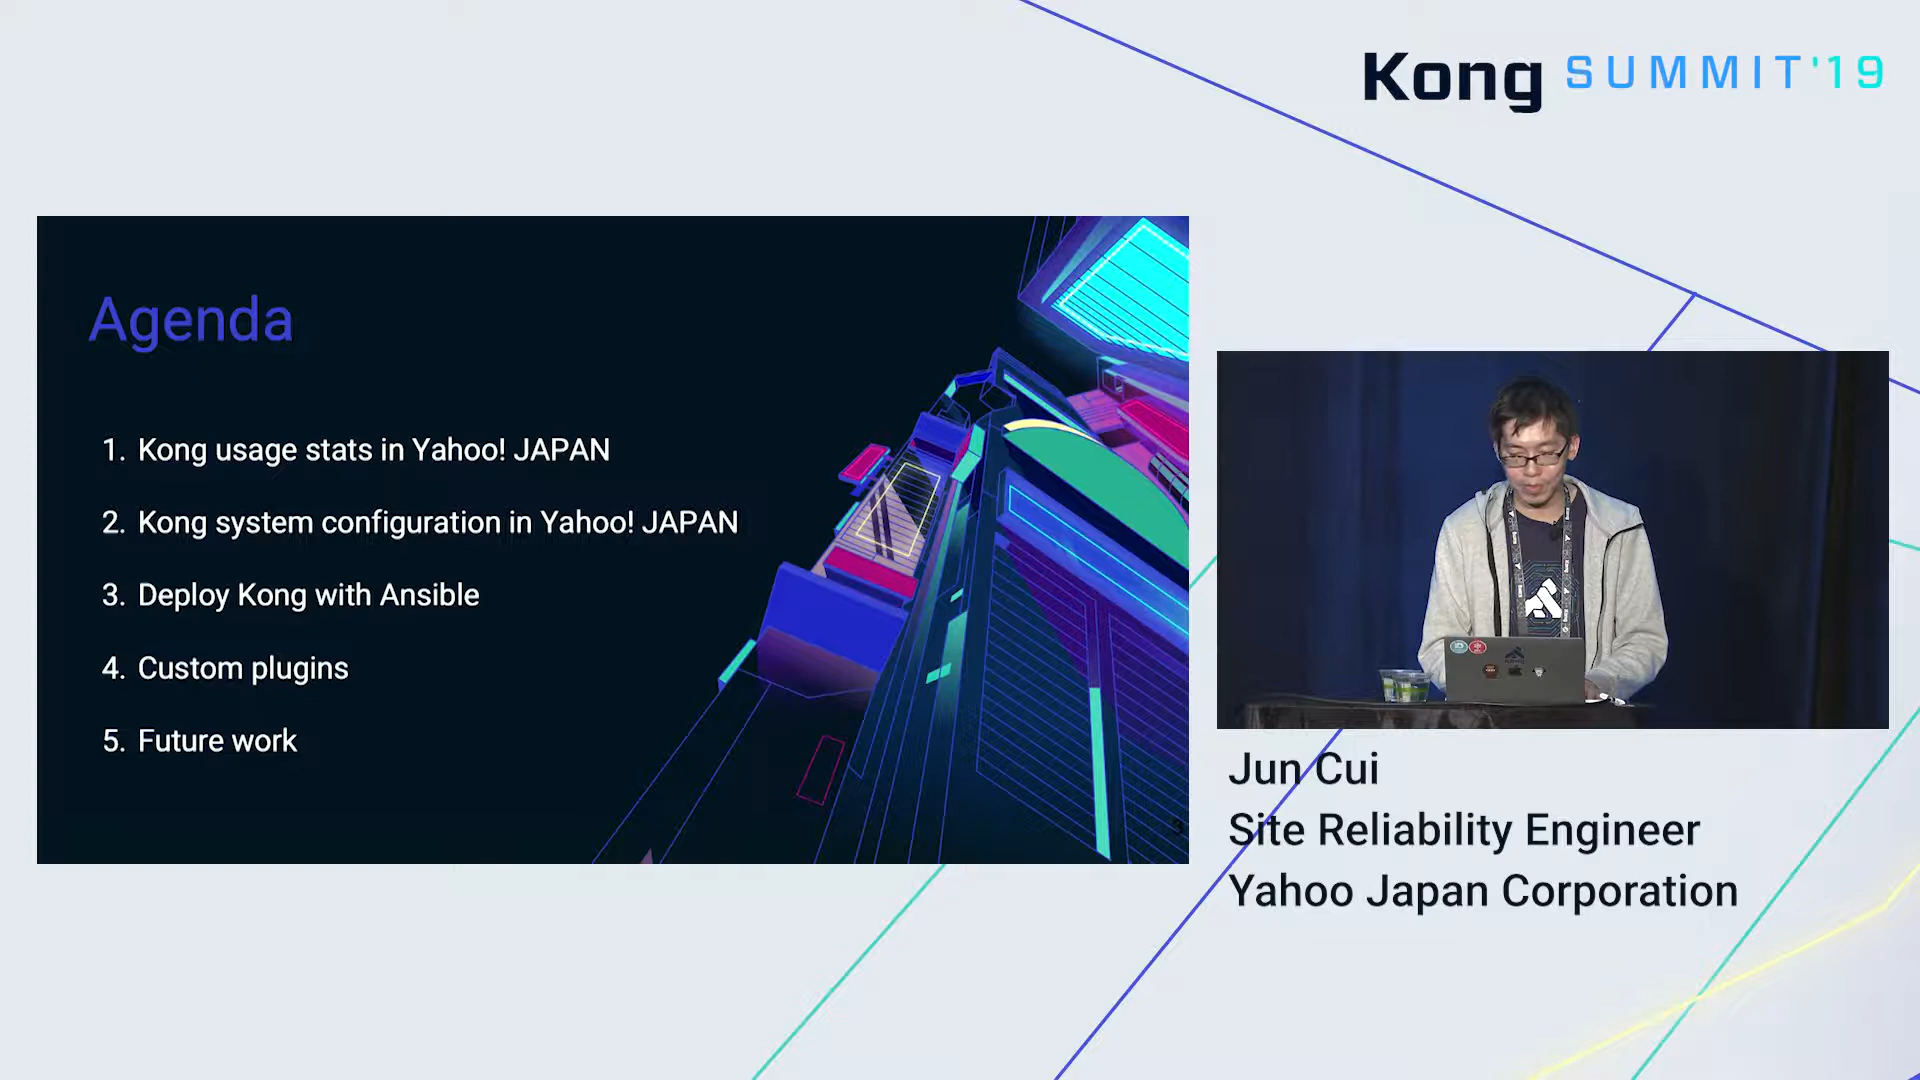 Kong SUMMIT'19
Agenda
1. Kong usage stats in Yahoo! JAPAN
2. Kong system configuration in Yahoo! JAPAN
3. Deploy Kong with Ansible
4. Custom plugins
5. Future work
3
Jun Cui
Site Reliability Engineer
Yahoo Japan Corporation